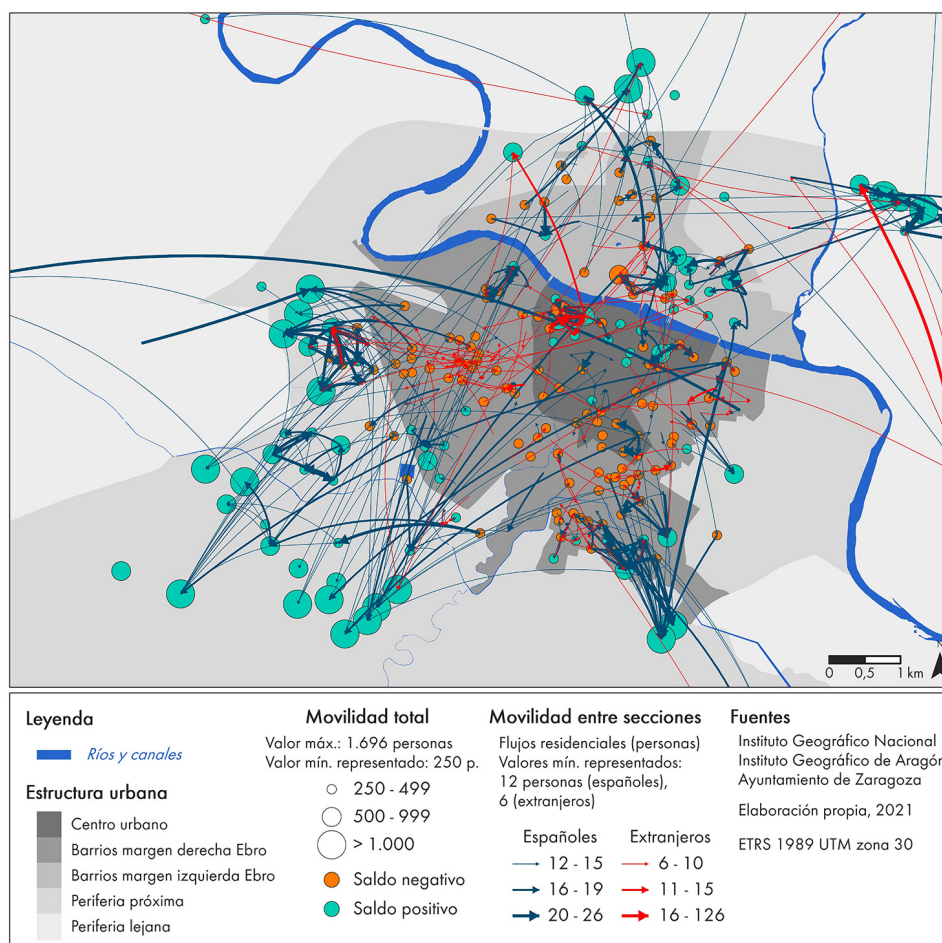 0 0,5 1 km
N
Leyenda
Ríos y canales
Estructura urbana
Centro urbano
Barrios margen derecha Ebro
Barrios margen izquierda Ebro
Periferia próxima
Periferia lejana
Movilidad total
Valor máx.: 1.696 personas
Valor mín. representado: 250 p.
250 - 499
500 - 999
> 1.000
Saldo negativo
Saldo positivo
Movilidad entre secciones
Flujos residenciales (personas)
Valores mín. representados:
12 personas (españoles),
6 (extranjeros)
Españoles Extranjeros
12 - 15 6 - 10
16 - 19 11 - 15
20 - 26 16 - 126
Fuentes
Instituto Geográfico Nacional
Instituto Geográfico de Aragón
Ayuntamiento de Zaragoza
Elaboración propia, 2021
ETRS 1989 UTM zona 30